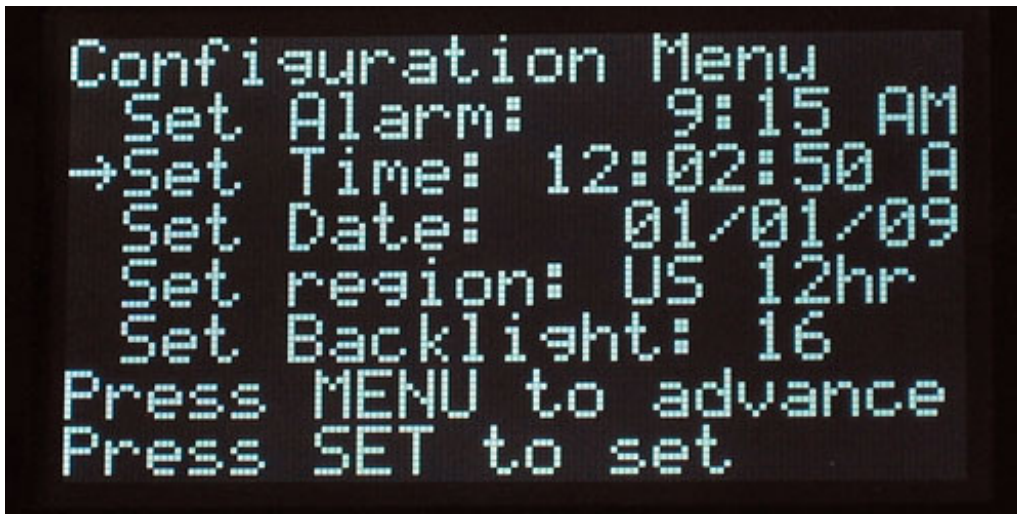 Configuration Menu
Set Alarm: 9:15 AM
→Set Time: 12:02:50 A
Set Date: 01/01/09
Set region: US 12hr
Set Backlight: 16
Press MENU to advance
Press SET to set